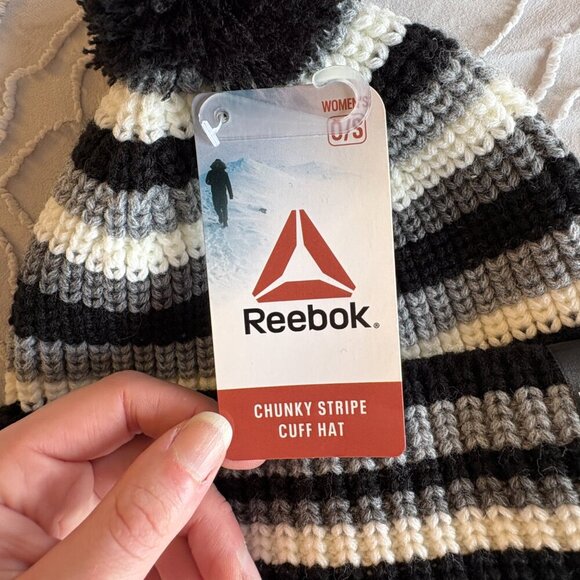 WOMEN'S
O/S
Reebok®
CHUNKY STRIPE
CUFF HAT